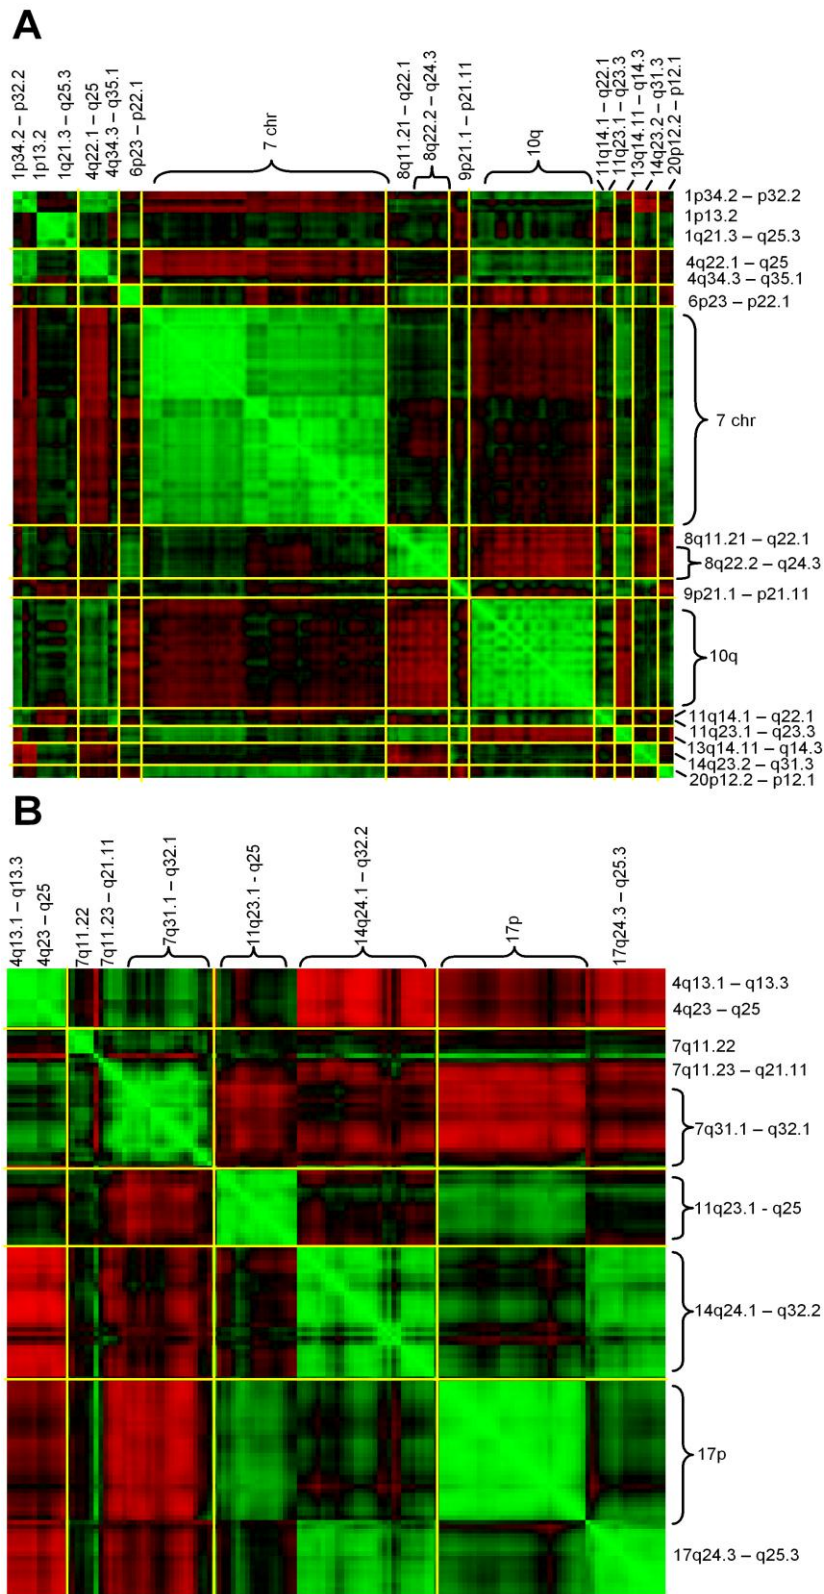 A
1p34.2 – p32.2
1p13.2
1q21.3 – q25.3
4q22.1 – q25
4q34.3 – q35.1
6p23 – p22.1
7 chr
8q11.21 – q22.1
8q22.2 – q24.3
9p21.1 – p21.11
10q
11q14.1 – q22.1
11q23.1 – q23.3
13q14.11 – q14.3
14q23.2 – q31.3
20p12.2 – p12.1
1p34.2 – p32.2
1p13.2
1q21.3 – q25.3
4q22.1 – q25
4q34.3 – q35.1
6p23 – p22.1
7 chr
8q11.21 – q22.1
8q22.2 – q24.3
9p21.1 – p21.11
10q
11q14.1 – q22.1
11q23.1 – q23.3
13q14.11 – q14.3
14q23.2 – q31.3
20p12.2 – p12.1
B
4q13.1 – q13.3
4q23 – q25
7q11.22
7q11.23 – q21.11
7q31.1 – q32.1
11q23.1 - q25
14q24.1 – q32.2
17p
17q24.3 – q25.3
4q13.1 – q13.3
4q23 – q25
7q11.22
7q11.23 – q21.11
7q31.1 – q32.1
11q23.1 - q25
14q24.1 – q32.2
17p
17q24.3 – q25.3